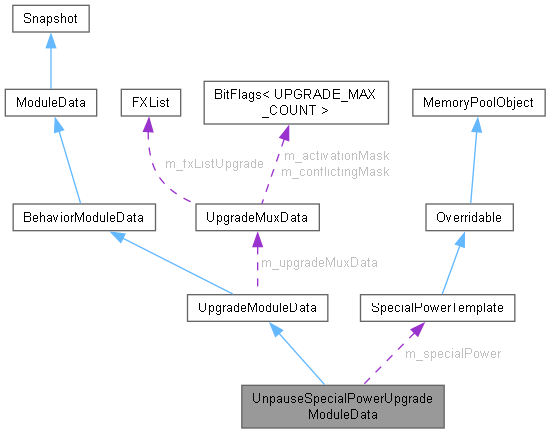 Snapshot
ModuleData
FXList
BitFlags< UPGRADE_MAX
_COUNT >
MemoryPoolObject
m_fxListUpgrade
m_activationMask
m_conflictingMask
BehaviorModuleData
UpgradeMuxData
Overridable
m_upgradeMuxData
UpgradeModuleData
SpecialPowerTemplate
m_specialPower
UnpauseSpecialPowerUpgrade
ModuleData